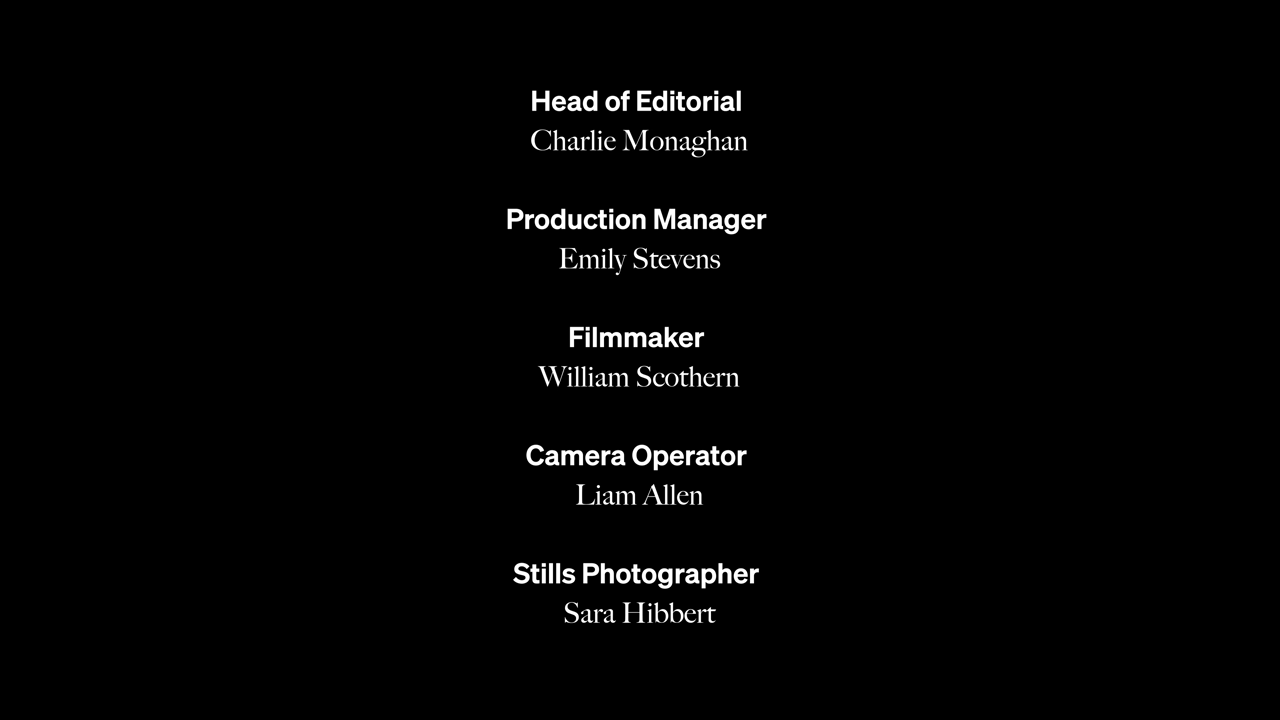 Head of Editorial
Charlie Monaghan
Production Manager
Emily Stevens
Filmmaker
William Scothern
Camera Operator
Liam Allen
Stills Photographer
Sara Hibbert